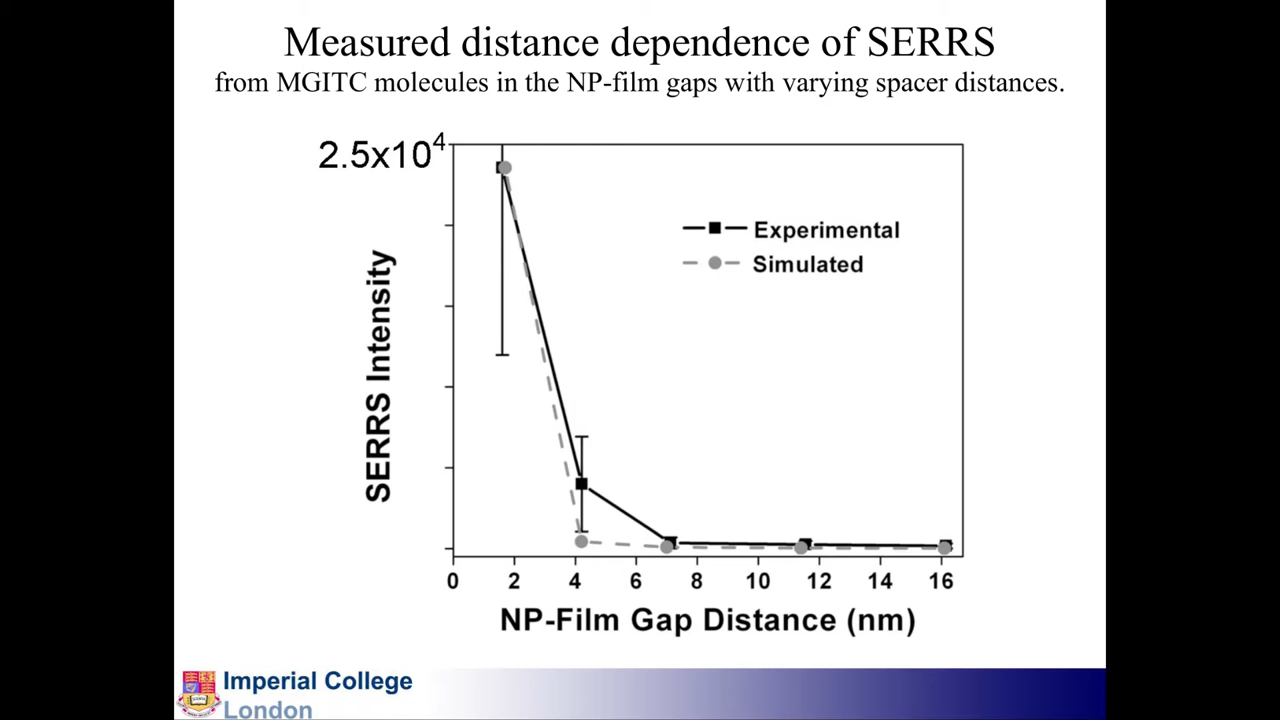 Measured distance dependence of SERRS
from MGITC molecules in the NP-film gaps with varying spacer distances.
2.5x10⁴
SERRS Intensity
Experimental
Simulated
0 2 4 6 8 10 12 14 16
NP-Film Gap Distance (nm)
Imperial College
London